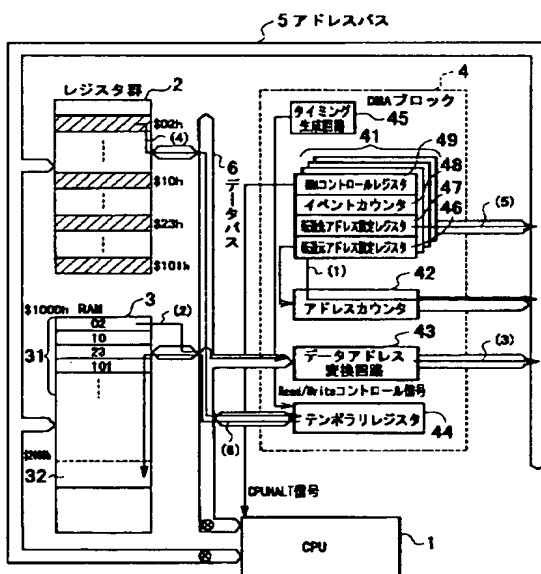 5 アドレスバス
レジスタ群
2
$02h
(4)
$10h
$23h
$101h
6
データバス
4
DMAブロック
タイミング
生成回路
45
41
49
48
47
46
DMAコントロールレジスタ
イベントカウンタ
転送先アドレス設定レジスタ
転送元アドレス設定レジスタ
(5)
(1)
42
アドレスカウンタ
43
データアドレス
変換回路
(3)
Read/Writeコントロール信号
テンポラリレジスタ
44
(6)
$1000h RAM
3
(2)
31
02
10
23
101
32
CPUHALT信号
CPU
1